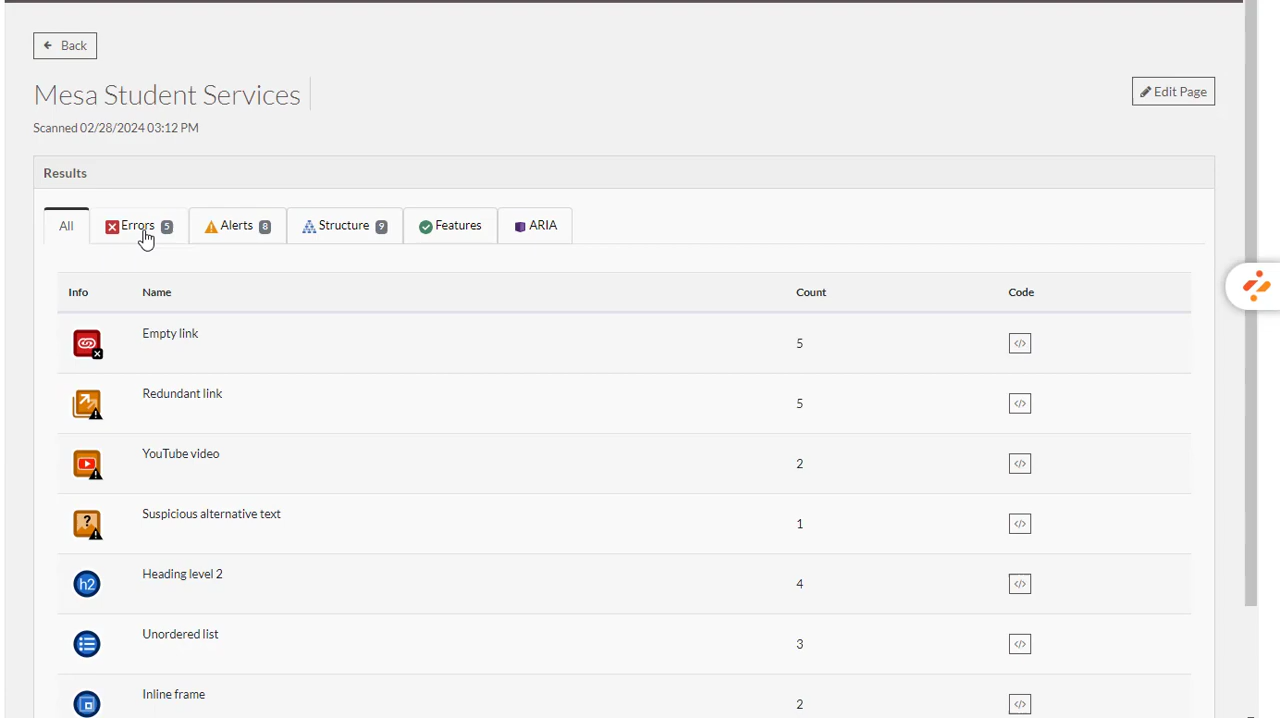 Back
Mesa Student Services
Edit Page
Scanned 02/28/2024 03:12 PM
Results
All Errors 5 Alerts 8 Structure 9 Features ARIA
Info Name Count Code
Empty link 5 </>
Redundant link 5 </>
YouTube video 2 </>
Suspicious alternative text 1 </>
h2 Heading level 2 4 </>
Unordered list 3 </>
Inline frame 2 </>